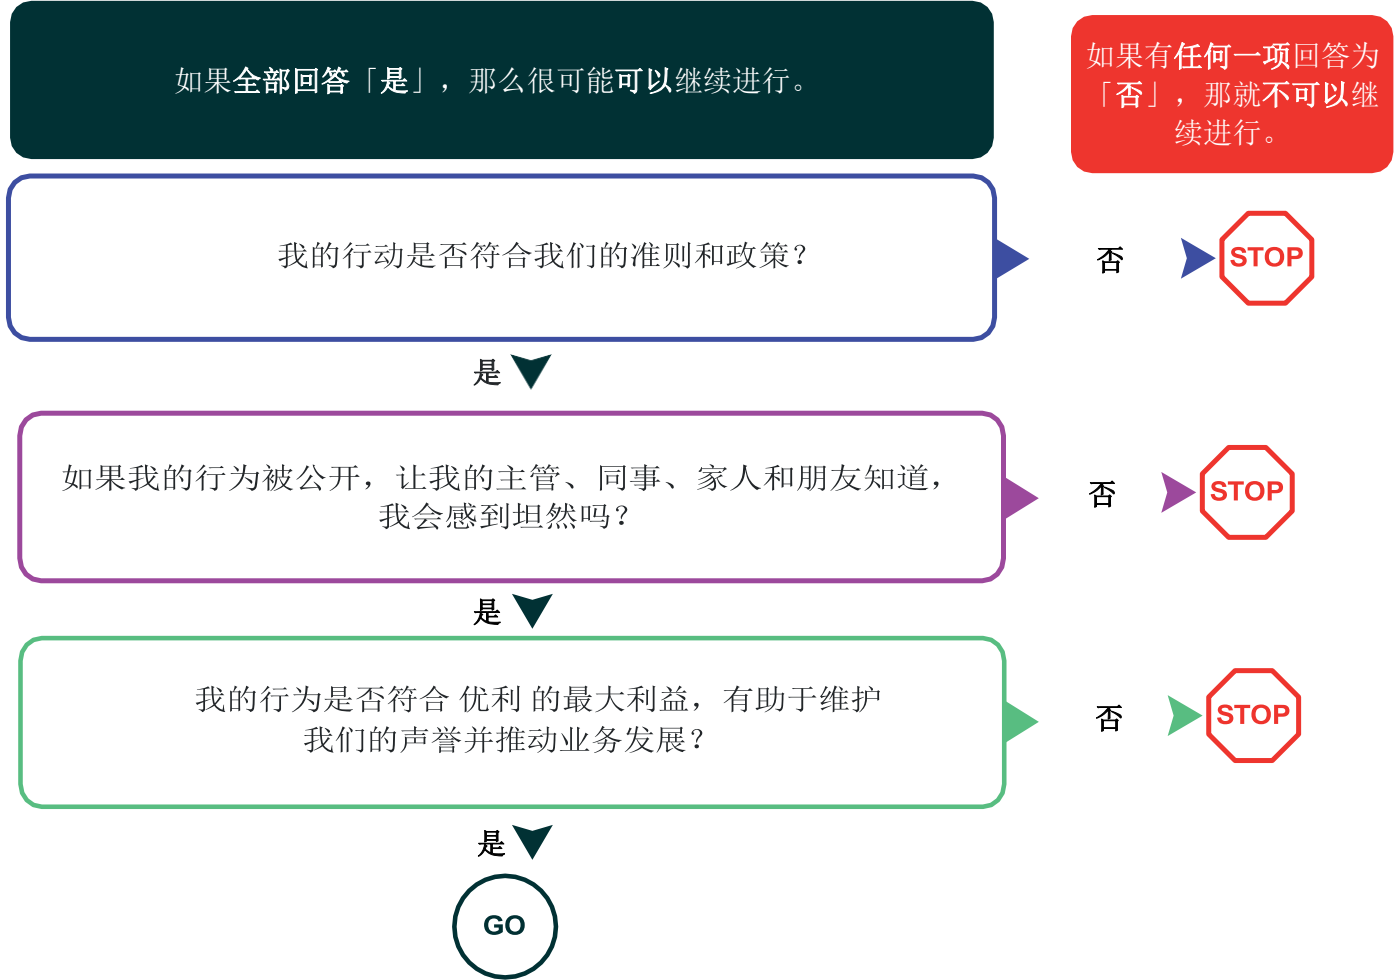 如果全部回答「是」，那么很可能可以继续进行。
如果有任何一项回答为
「否」，那就不可以继
续进行。
我的行动是否符合我们的准则和政策？
否
STOP
是
如果我的行为被公开，让我的主管、同事、家人和朋友知道，
我会感到坦然吗？
否
STOP
是
我的行为是否符合 优利 的最大利益，有助于维护
我们的声誉并推动业务发展？
否
STOP
是
GO